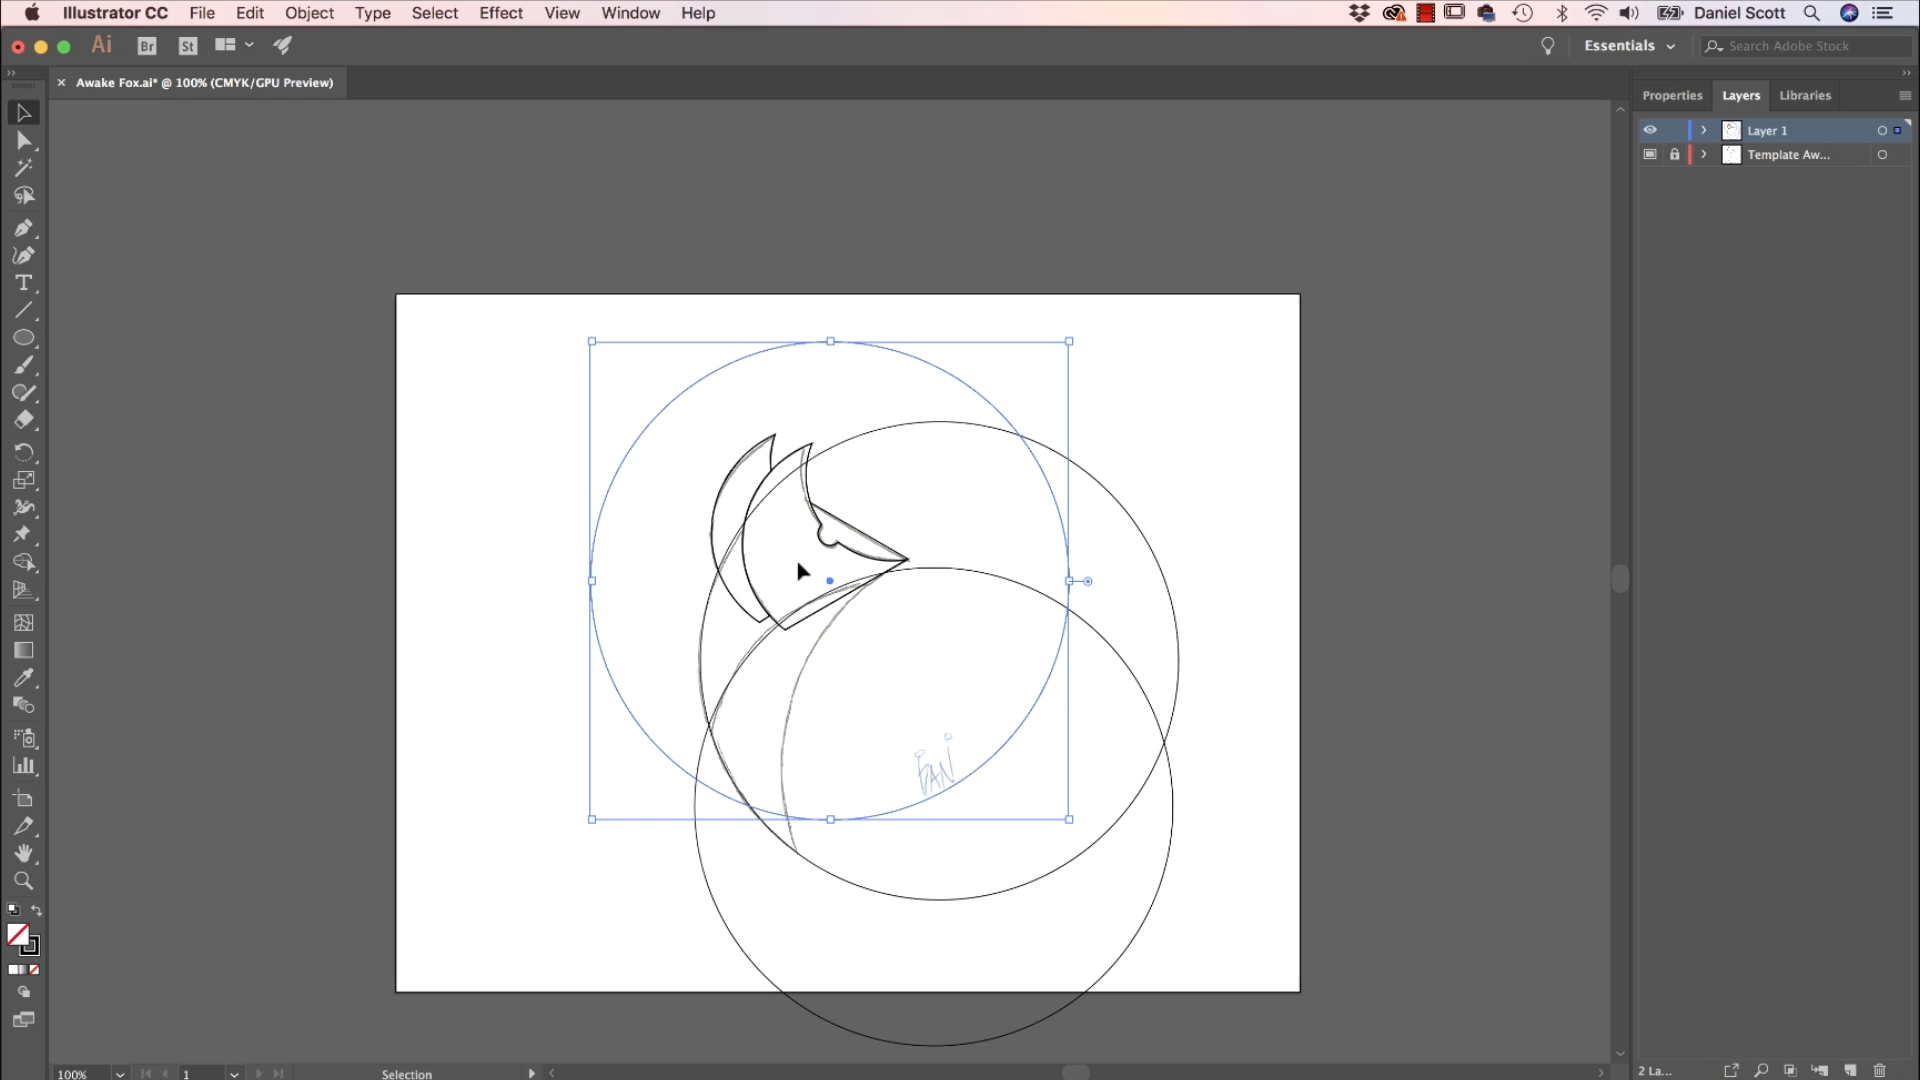 Illustrator CC File Edit Object Type Select Effect View Window Help Daniel Scott
Ai Br St Essentials Search Adobe Stock
× Awake Fox.ai* @ 100% (CMYK/GPU Preview)
Properties Layers Libraries
Layer 1
Template Aw...
100% 1 Selection 2 La...